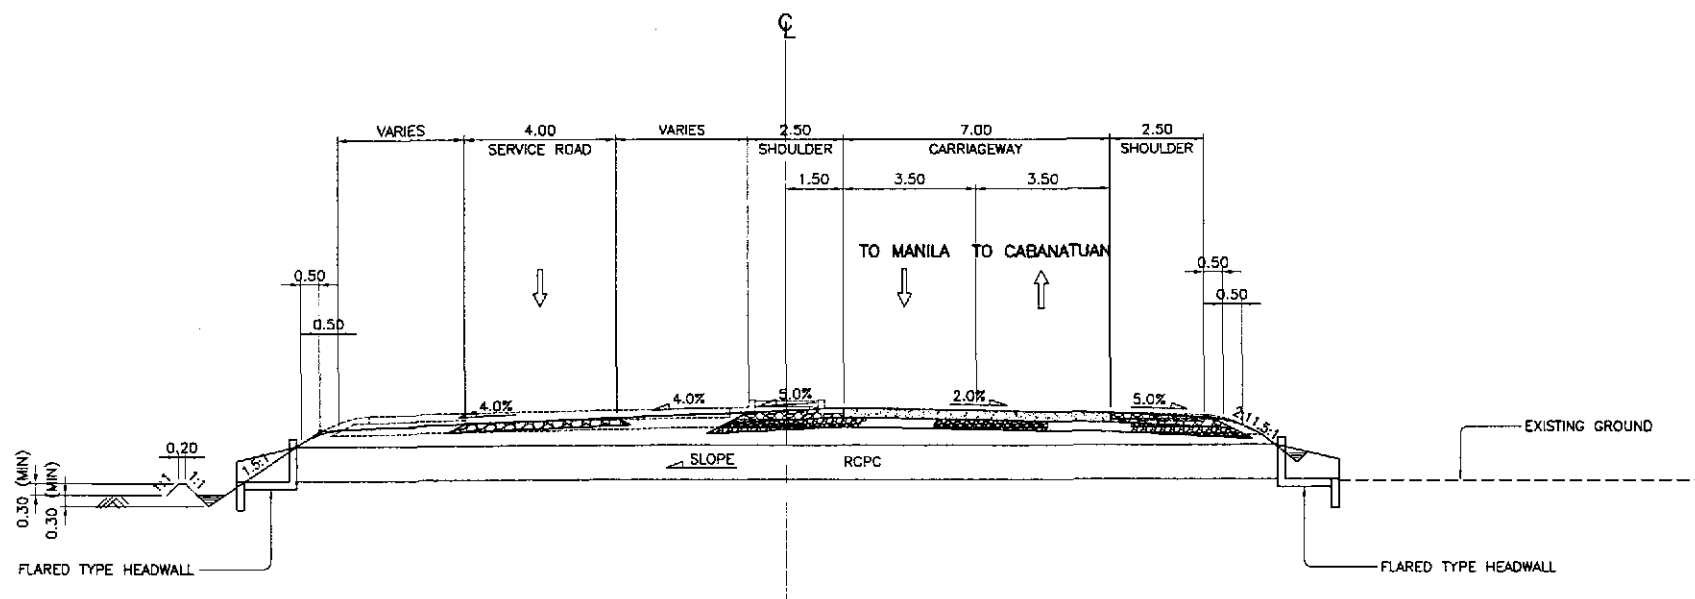 CL
VARIES 4.00 VARIES 2.50 7.00 2.50
SERVICE ROAD SHOULDER CARRIAGEWAY SHOULDER
1.50 3.50 3.50
TO MANILA TO CABANATUAN
0.50 0.50
0.50 0.50
4.0% 4.0% 5.0% 2.0% 5.0%
2:1 1.5:1
EXISTING GROUND
0.20 1.5:1 SLOPE RCPC
1:1 1:1
0.30 (MIN)
0.30 (MIN)
FLARED TYPE HEADWALL FLARED TYPE HEADWALL